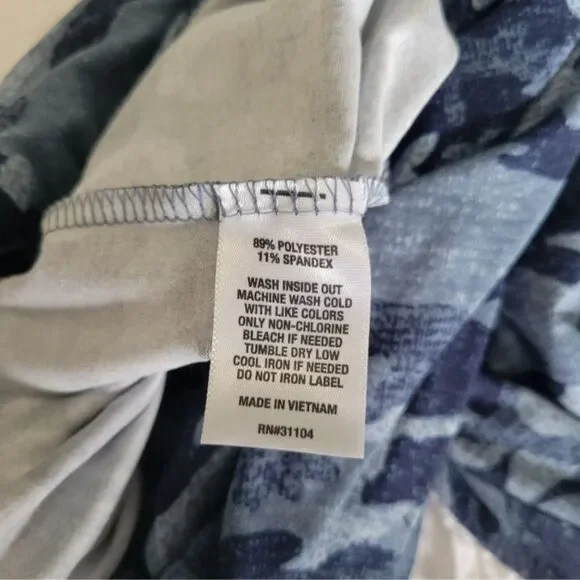 89% POLYESTER
11% SPANDEX
WASH INSIDE OUT
MACHINE WASH COLD
WITH LIKE COLORS
ONLY NON-CHLORINE
BLEACH IF NEEDED
TUMBLE DRY LOW
COOL IRON IF NEEDED
DO NOT IRON LABEL
MADE IN VIETNAM
RN#31104